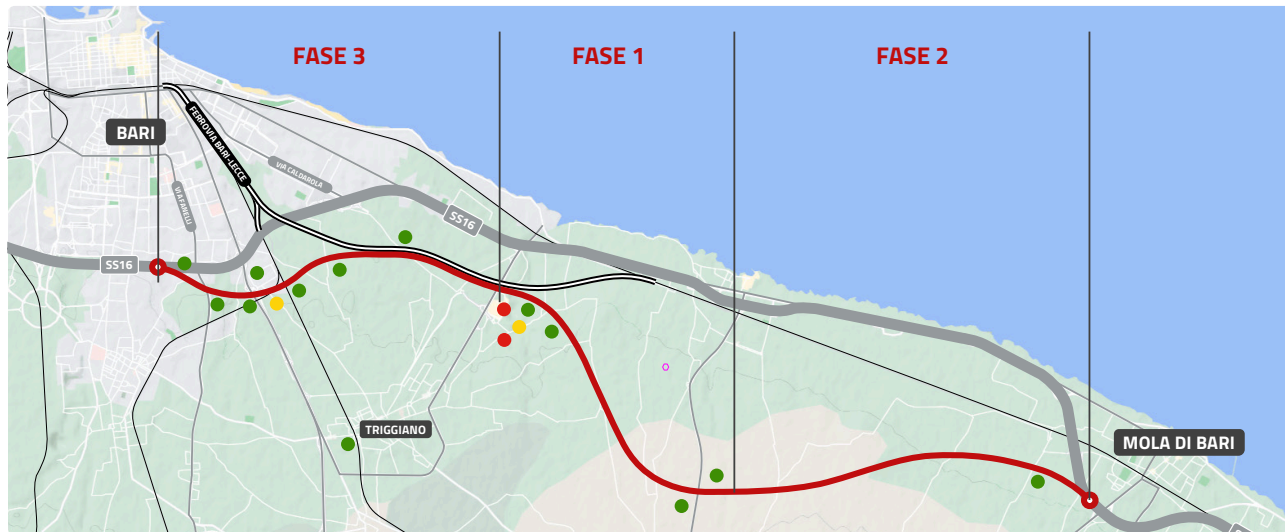 FASE 3
FASE 1
FASE 2
BARI
FERROVIA BARI-LECCE
VIA CALDAROLA
VIA FANELLI
SS16
SS16
TRIGGIANO
MOLA DI BARI